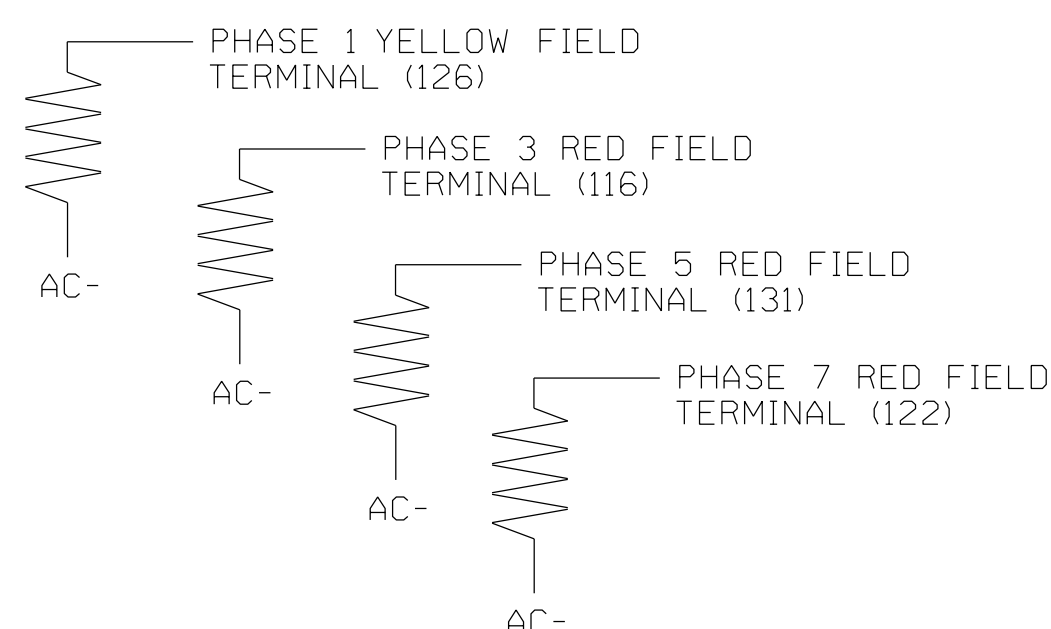 PHASE 1 YELLOW FIELD
TERMINAL (126)
AC-
PHASE 3 RED FIELD
TERMINAL (116)
AC-
PHASE 5 RED FIELD
TERMINAL (131)
AC-
PHASE 7 RED FIELD
TERMINAL (122)
AC-